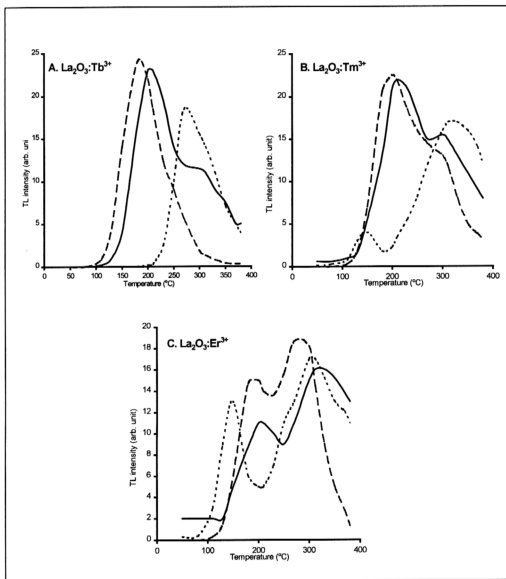 A. La₂O₃:Tb³⁺
TL intensity (arb. uni
25
20
15
10
5
0
0 50 100 150 200 250 300 350 400
Temperature (°C)
B. La₂O₃:Tm³⁺
TL intensity (arb. unit)
25
20
15
10
5
0
0 100 200 300 400
Temperature (°C)
C. La₂O₃:Er³⁺
TL intensity (arb. unit)
20
18
16
14
12
10
8
6
4
2
0
0 100 200 300 400
Temperature (°C)